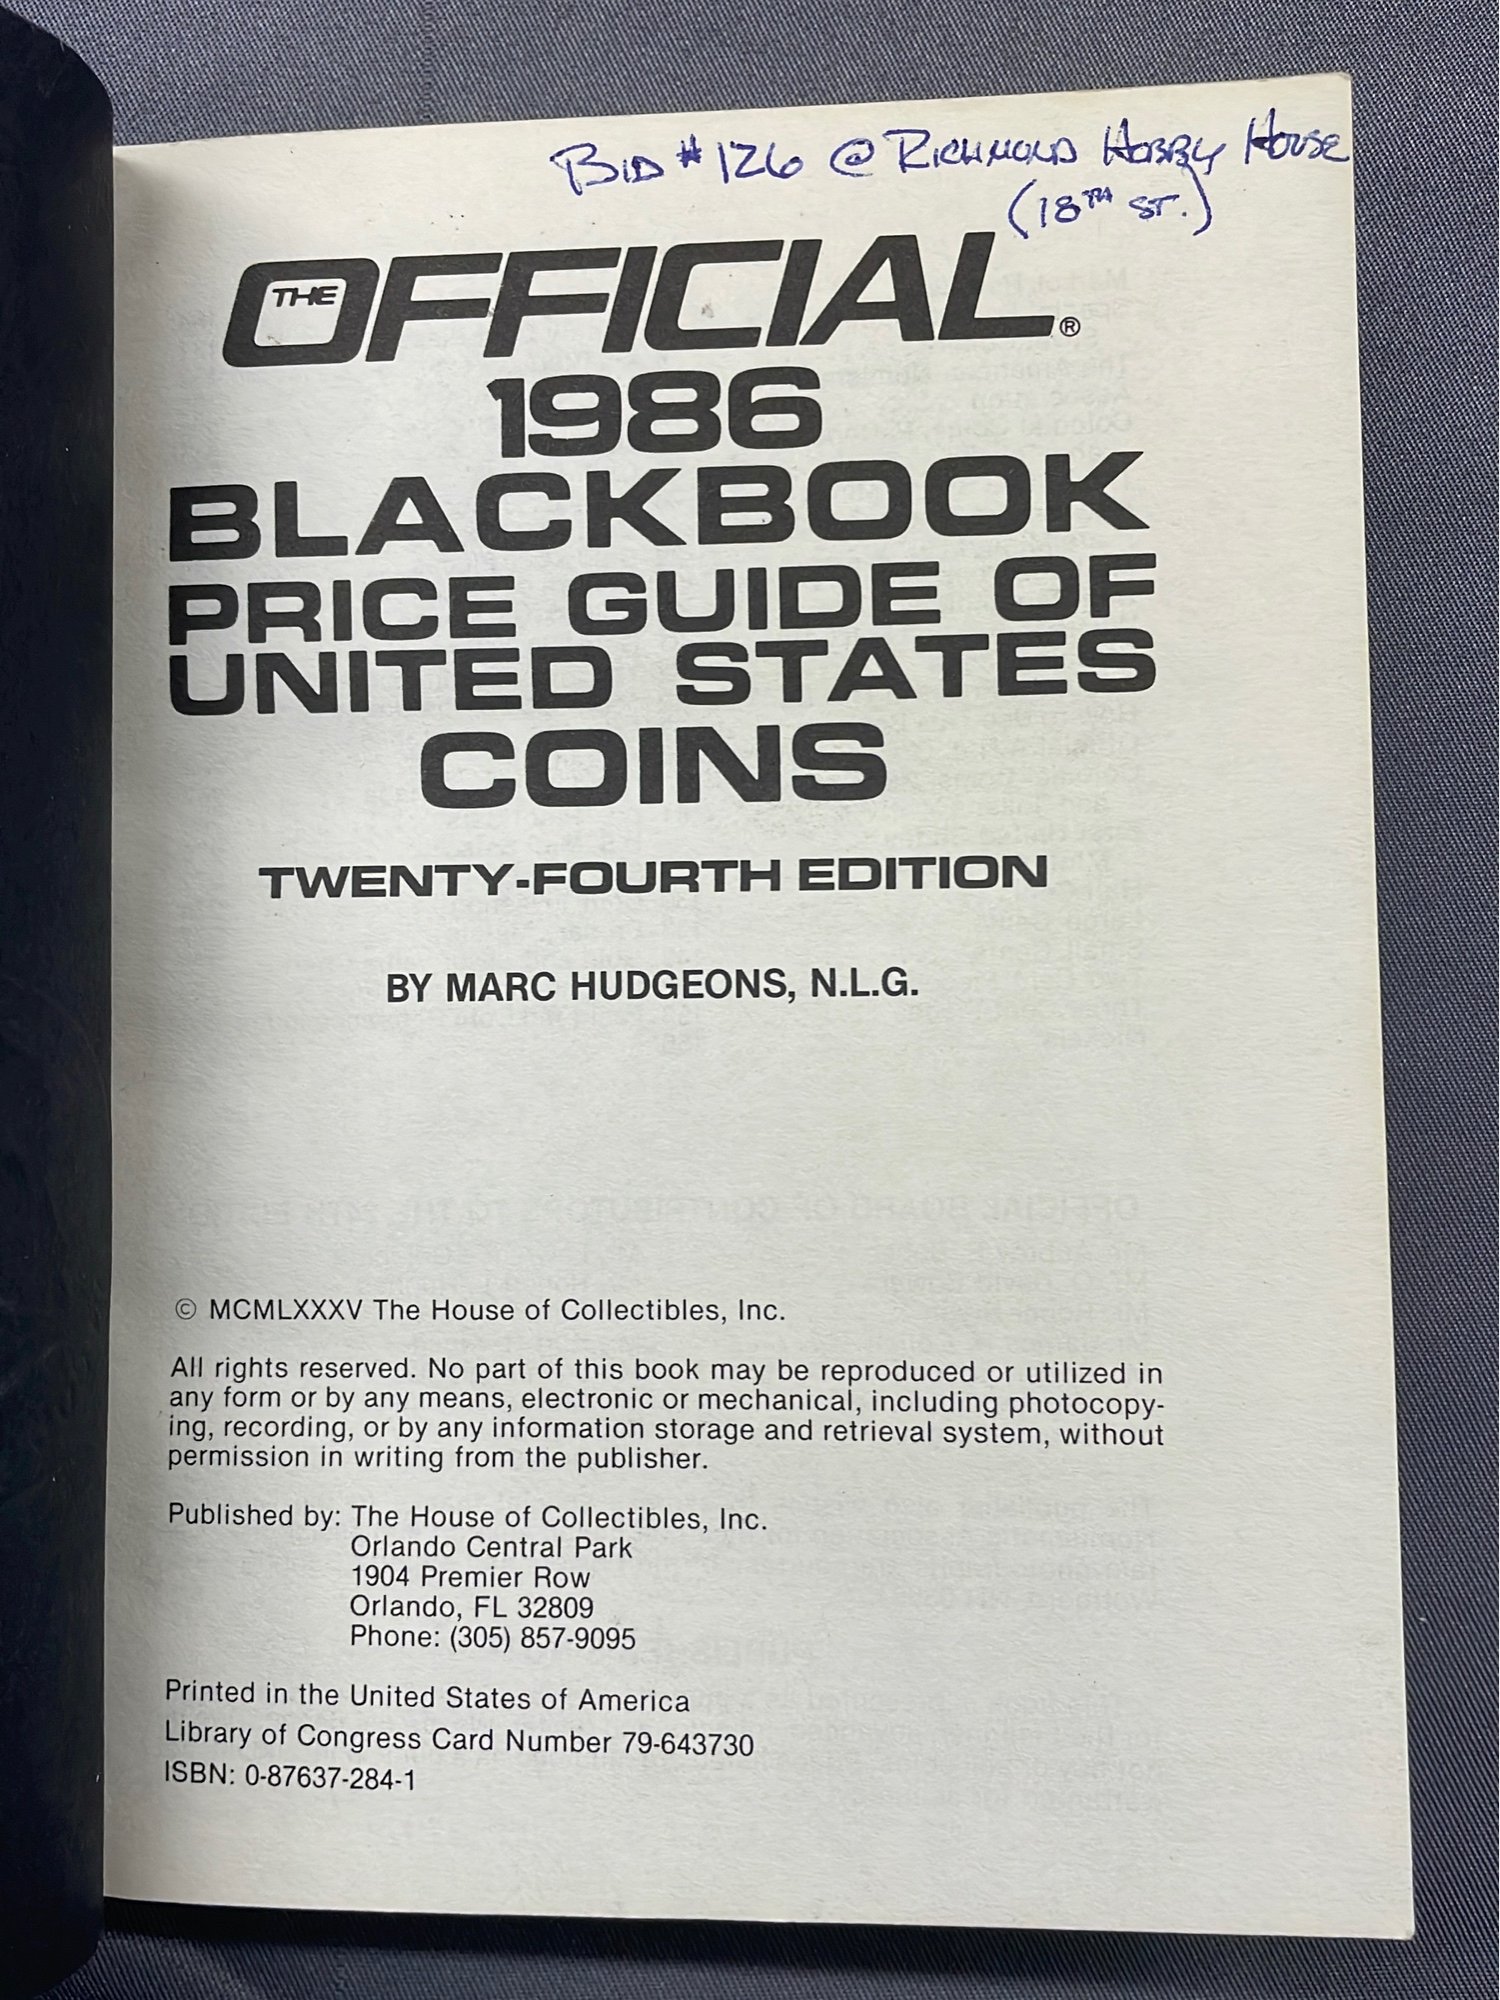 BID #126 @ RICHMOND HOBBY HOUSE
(18TH ST.)
THE OFFICIAL®
1986
BLACKBOOK
PRICE GUIDE OF
UNITED STATES
COINS
TWENTY-FOURTH EDITION
BY MARC HUDGEONS, N.L.G.
© MCMLXXXV The House of Collectibles, Inc.
All rights reserved. No part of this book may be reproduced or utilized in
any form or by any means, electronic or mechanical, including photocopy-
ing, recording, or by any information storage and retrieval system, without
permission in writing from the publisher.
Published by: The House of Collectibles, Inc.
Orlando Central Park
1904 Premier Row
Orlando, FL 32809
Phone: (305) 857-9095
Printed in the United States of America
Library of Congress Card Number 79-643730
ISBN: 0-87637-284-1